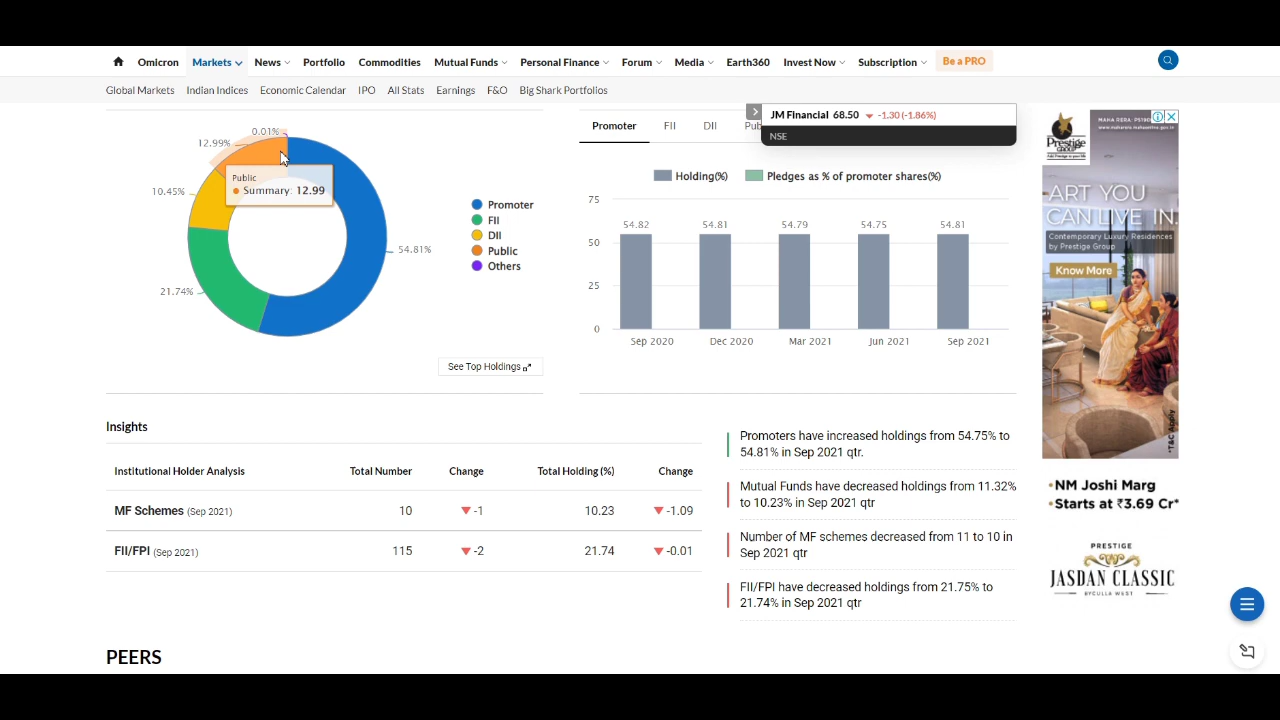 Omicron Markets News Portfolio Commodities Mutual Funds Personal Finance Forum Media Earth360 Invest Now Subscription Be a PRO
Global Markets Indian Indices Economic Calendar IPO All Stats Earnings F&O Big Shark Portfolios
0.01%
12.99%
10.45%
21.74%
54.81%
Public
Summary: 12.99
Promoter
FII
DII
Public
Others
See Top Holdings
Promoter FII DII Pub
JM Financial 68.50 -1.30 (-1.86%)
NSE
Holding(%) Pledges as % of promoter shares(%)
75
50
25
0
54.82 54.81 54.79 54.75 54.81
Sep 2020 Dec 2020 Mar 2021 Jun 2021 Sep 2021
Insights
Institutional Holder Analysis Total Number Change Total Holding (%) Change
MF Schemes (Sep 2021) 10 -1 10.23 -1.09
FII/FPI (Sep 2021) 115 -2 21.74 -0.01
Promoters have increased holdings from 54.75% to
54.81% in Sep 2021 qtr.
Mutual Funds have decreased holdings from 11.32%
to 10.23% in Sep 2021 qtr
Number of MF schemes decreased from 11 to 10 in
Sep 2021 qtr
FII/FPI have decreased holdings from 21.75% to
21.74% in Sep 2021 qtr
PEERS
Prestige
GROUP
www.maharera.mahaonline.gov.in
ART YOU
CAN LIVE IN.
Contemporary Luxury Residences
by Prestige Group
Know More
*T&C Apply
•NM Joshi Marg
•Starts at ₹3.69 Cr*
PRESTIGE
JASDAN CLASSIC
BYCULLA WEST